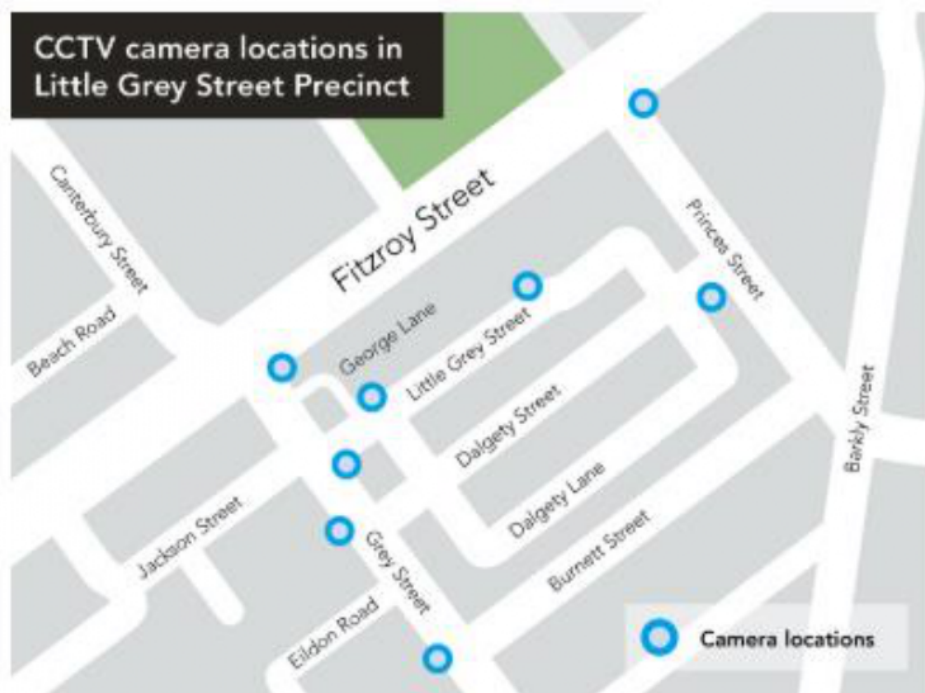 CCTV camera locations in
Little Grey Street Precinct
Canterbury Street
Fitzroy Street
Princes Street
Beach Road
George Lane
Little Grey Street
Dalgety Street
Barkly Street
Dalgety Lane
Jackson Street
Burnett Street
Grey Street
Eildon Road
Camera locations